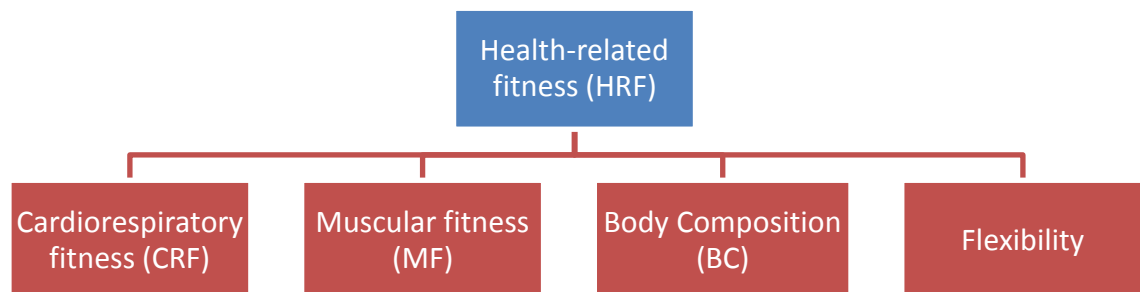 Health-related
fitness (HRF)
Cardiorespiratory
fitness (CRF)
Muscular fitness
(MF)
Body Composition
(BC)
Flexibility